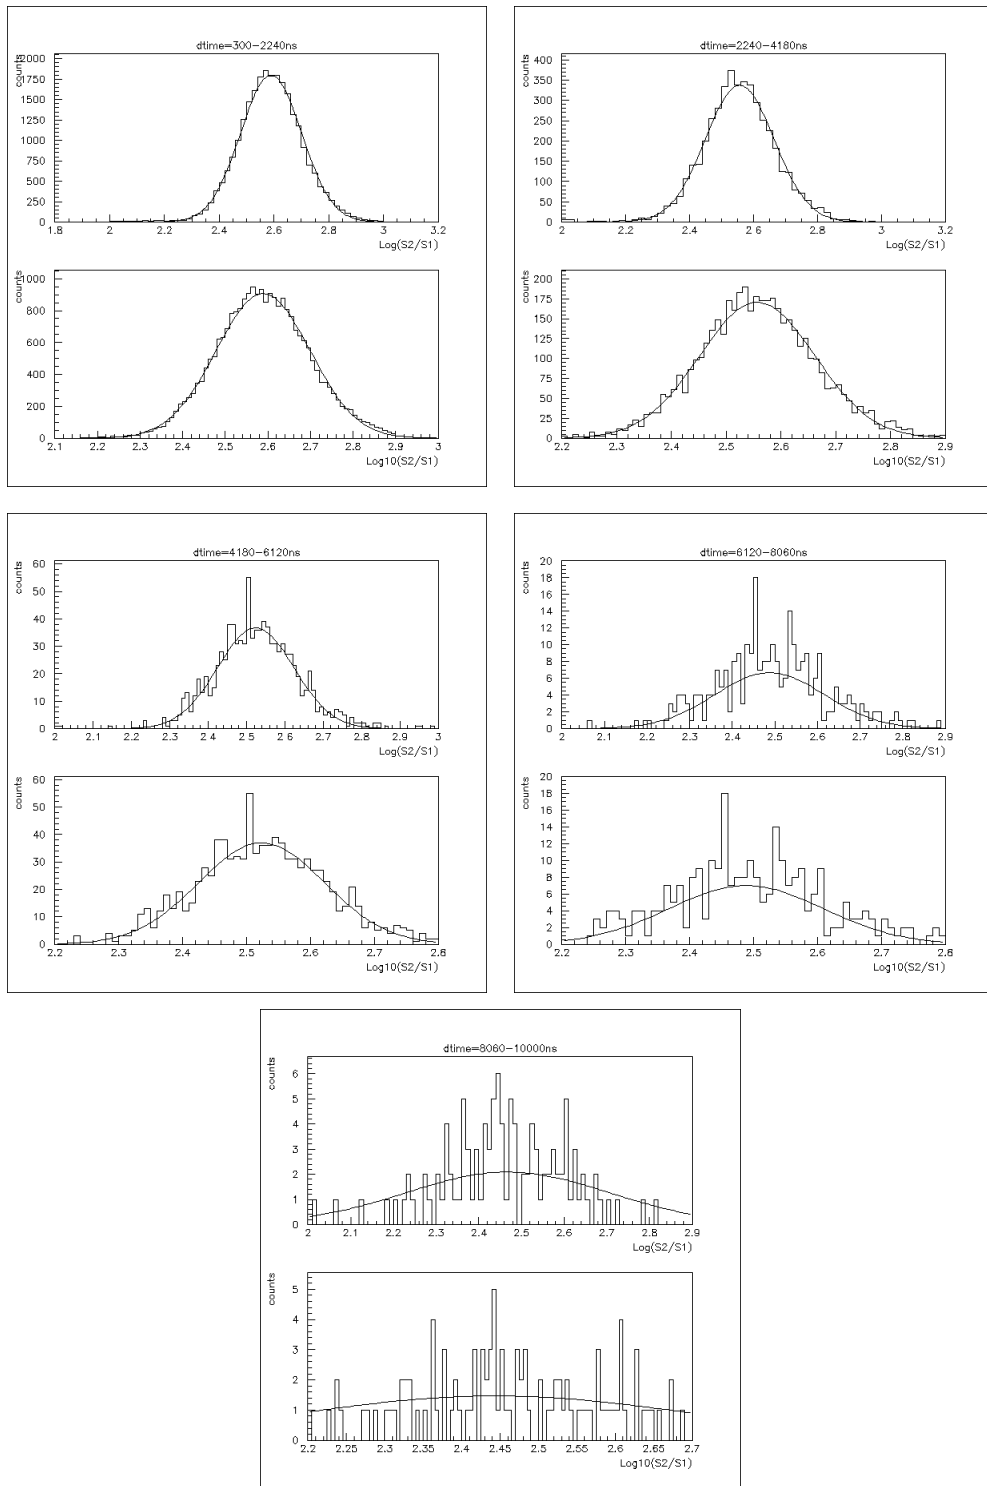 dtime=300-2240ns
counts
2000
1750
1500
1250
1000
750
500
250
0
1.8 2 2.2 2.4 2.6 2.8 3 3.2
Log(S2/S1)
counts
1000
800
600
400
200
0
2.1 2.2 2.3 2.4 2.5 2.6 2.7 2.8 2.9 3
Log10(S2/S1)
dtime=2240-4180ns
counts
400
350
300
250
200
150
100
50
0
2 2.2 2.4 2.6 2.8 3 3.2
Log(S2/S1)
counts
200
175
150
125
100
75
50
25
0
2.2 2.3 2.4 2.5 2.6 2.7 2.8 2.9
Log10(S2/S1)
dtime=4180-6120ns
counts
60
50
40
30
20
10
0
2 2.1 2.2 2.3 2.4 2.5 2.6 2.7 2.8 2.9 3
Log(S2/S1)
counts
60
50
40
30
20
10
0
2.2 2.3 2.4 2.5 2.6 2.7 2.8
Log10(S2/S1)
dtime=6120-8060ns
counts
20
18
16
14
12
10
8
6
4
2
0
2 2.1 2.2 2.3 2.4 2.5 2.6 2.7 2.8 2.9
Log(S2/S1)
counts
20
18
16
14
12
10
8
6
4
2
0
2.2 2.3 2.4 2.5 2.6 2.7 2.8
Log10(S2/S1)
dtime=8060-10000ns
counts
6
5
4
3
2
1
0
2 2.1 2.2 2.3 2.4 2.5 2.6 2.7 2.8 2.9
Log(S2/S1)
counts
5
4
3
2
1
0
2.2 2.25 2.3 2.35 2.4 2.45 2.5 2.55 2.6 2.65 2.7
Log10(S2/S1)